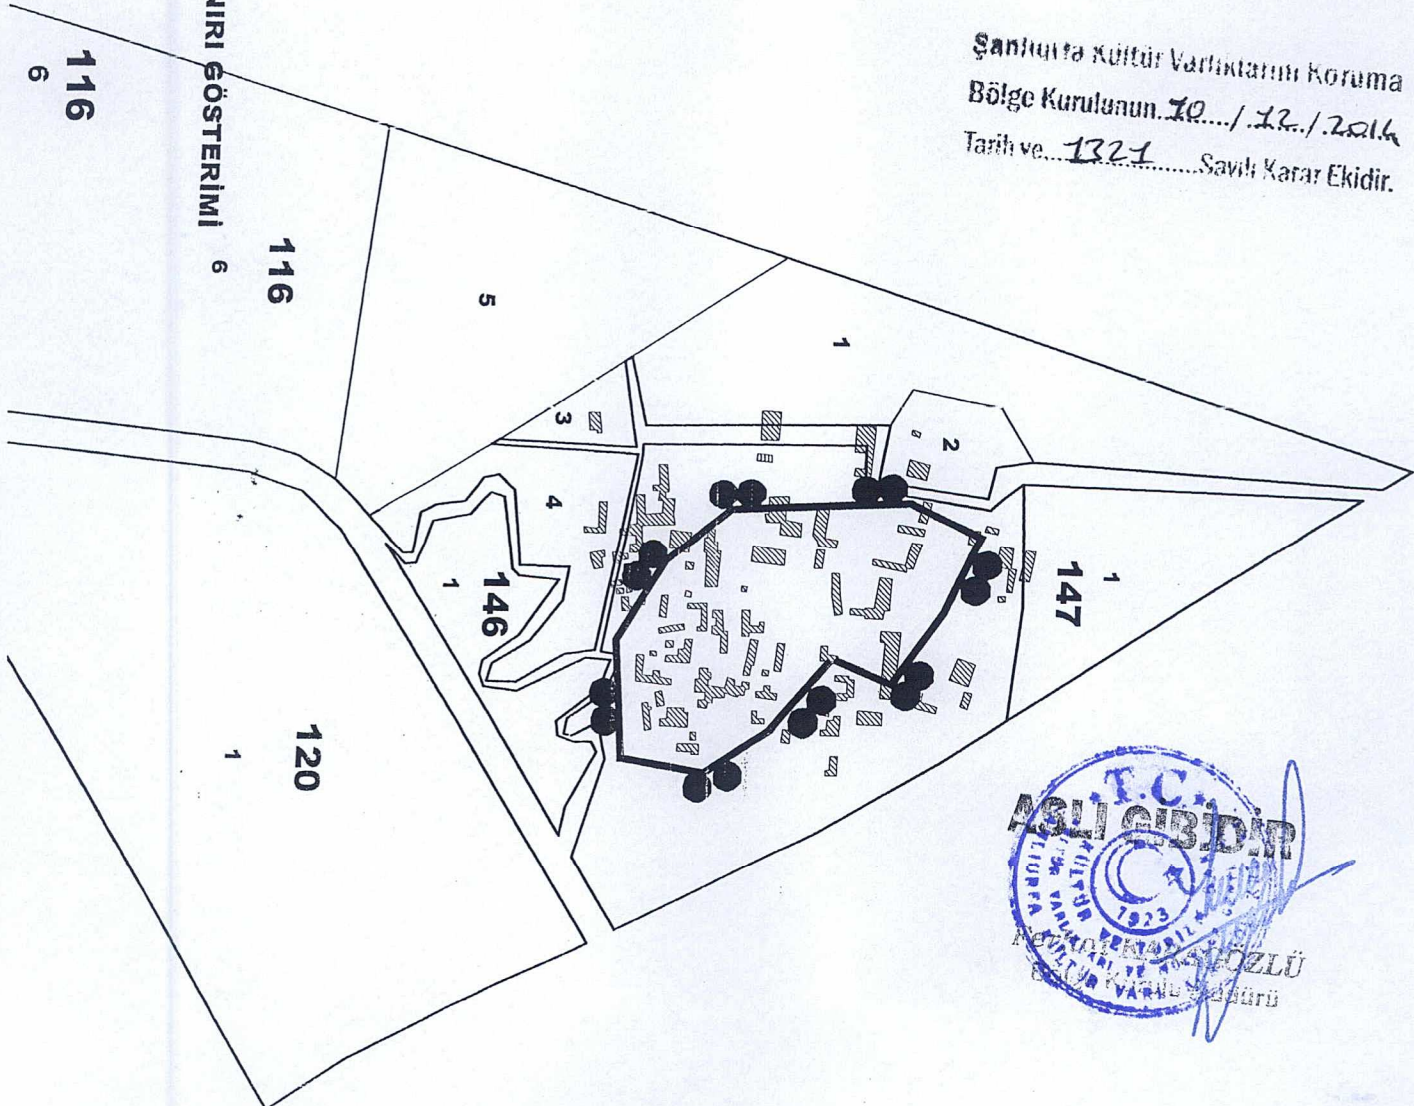 Şanlıurfa Kültür Varlıklarını Koruma
Bölge Kurulunun 10 / 12 / 2014
Tarih ve 1321 Sayılı Karar Ekidir.
NIRI GÖSTERİMİ
116
6
116
6
5
1
3
2
4
146
1
147
1
120
1
T.C.
ASLI GİBİDİR
1923